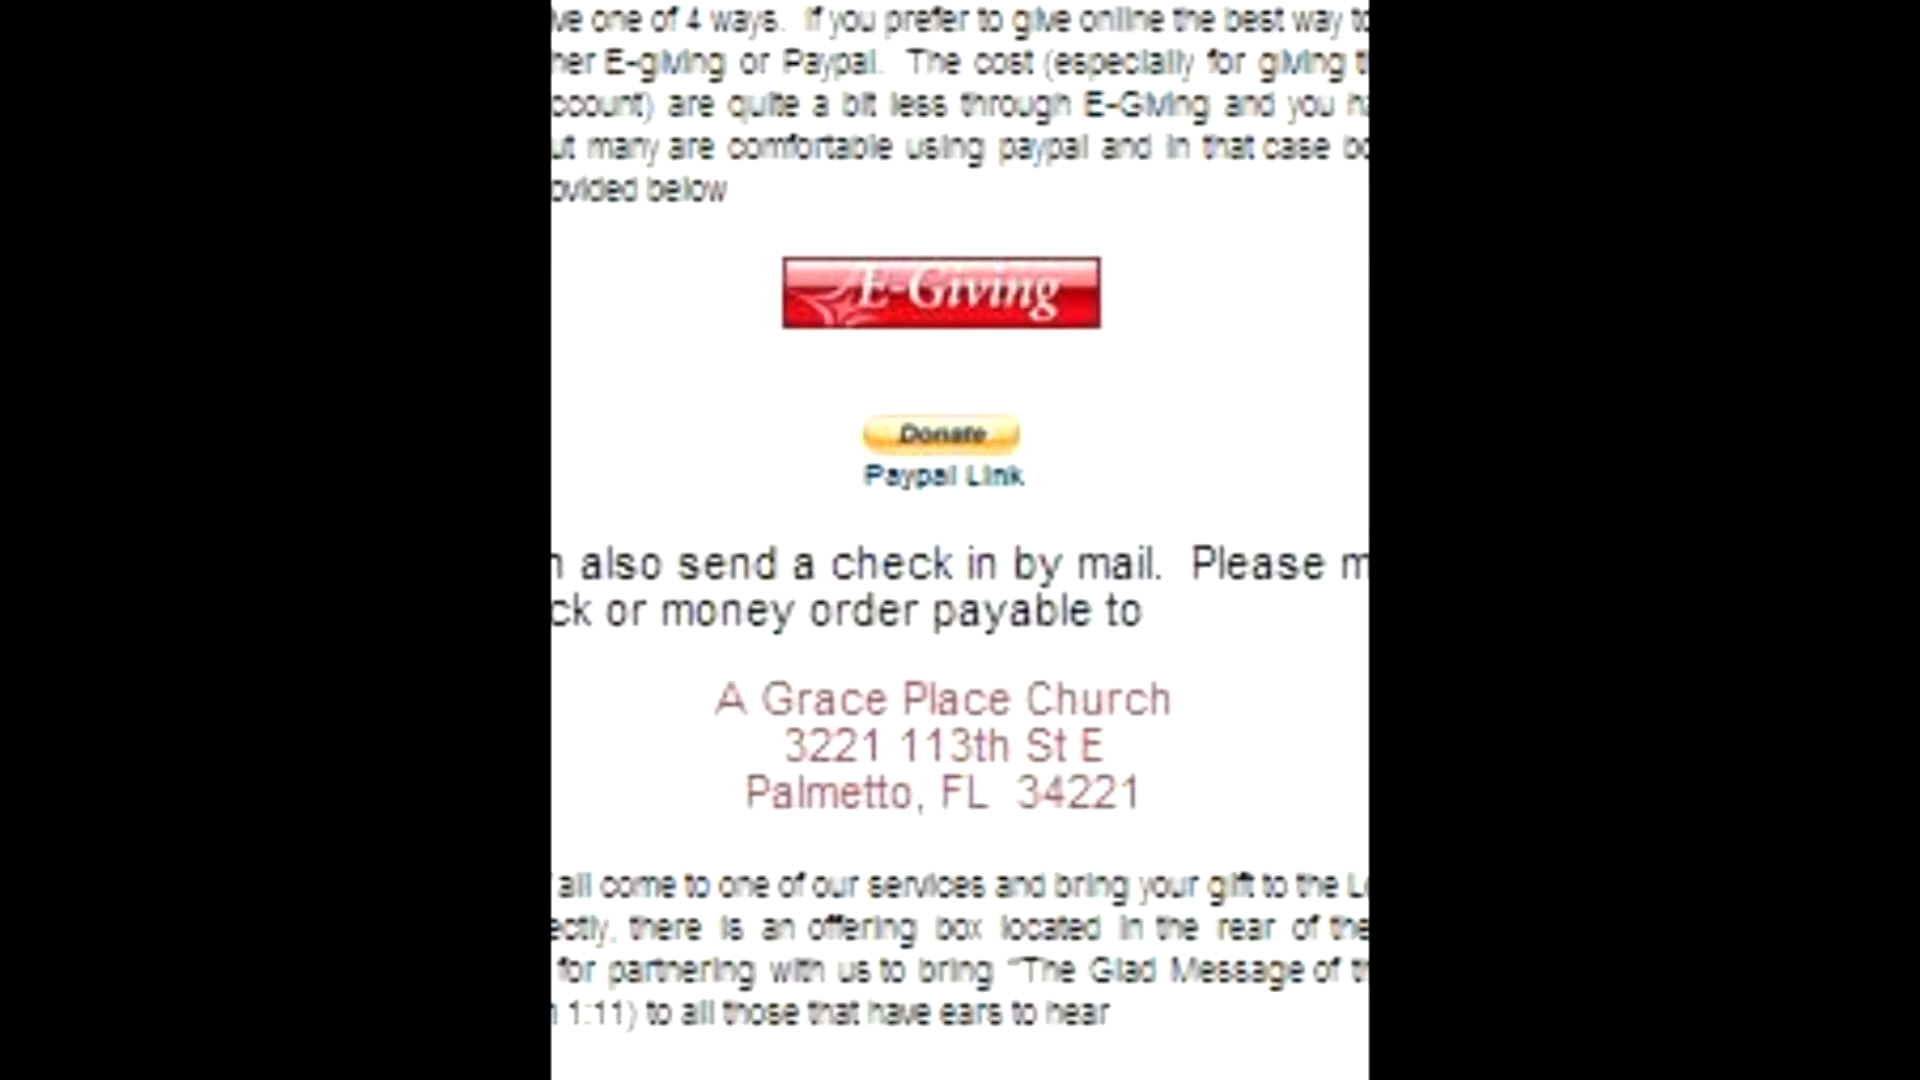 ve one of 4 ways. If you prefer to give online the best way to
her E-giving or Paypal. The cost (especially for giving t
ccount) are quite a bit less through E-Giving and you ha
ut many are comfortable using paypal and in that case bo
ovided below
E-Giving
Donate
Paypal Link
n also send a check in by mail. Please m
ck or money order payable to
A Grace Place Church
3221 113th St E
Palmetto, FL 34221
all come to one of our services and bring your gift to the Lo
ectly, there is an offering box located in the rear of the
for partnering with us to bring "The Glad Message of th
1:11) to all those that have ears to hear